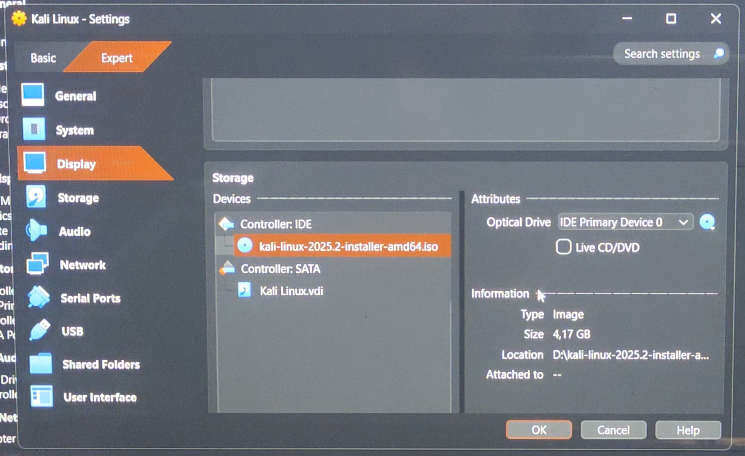 Kali Linux - Settings
Basic
Expert
Search settings
General
System
Display
Storage
Audio
Network
Serial Ports
USB
Shared Folders
User Interface
Storage
Devices
Controller: IDE
kali-linux-2025.2-installer-amd64.iso
Controller: SATA
Kali Linux.vdi
Attributes
Optical Drive IDE Primary Device 0
Live CD/DVD
Information
Type Image
Size 4,17 GB
Location D:\kali-linux-2025.2-installer-a...
Attached to --
OK
Cancel
Help